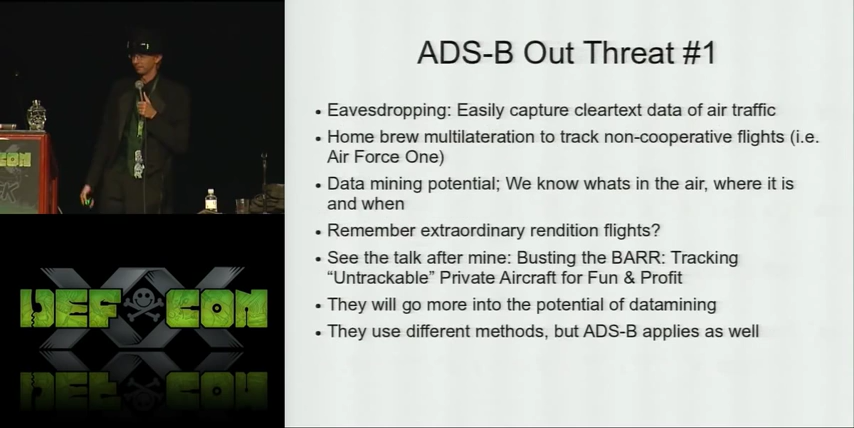 ADS-B Out Threat #1
• Eavesdropping: Easily capture cleartext data of air traffic
• Home brew multilateration to track non-cooperative flights (i.e.
Air Force One)
• Data mining potential; We know whats in the air, where it is
and when
• Remember extraordinary rendition flights?
• See the talk after mine: Busting the BARR: Tracking
“Untrackable” Private Aircraft for Fun & Profit
• They will go more into the potential of datamining
• They use different methods, but ADS-B applies as well
CON
XX
DEF CON